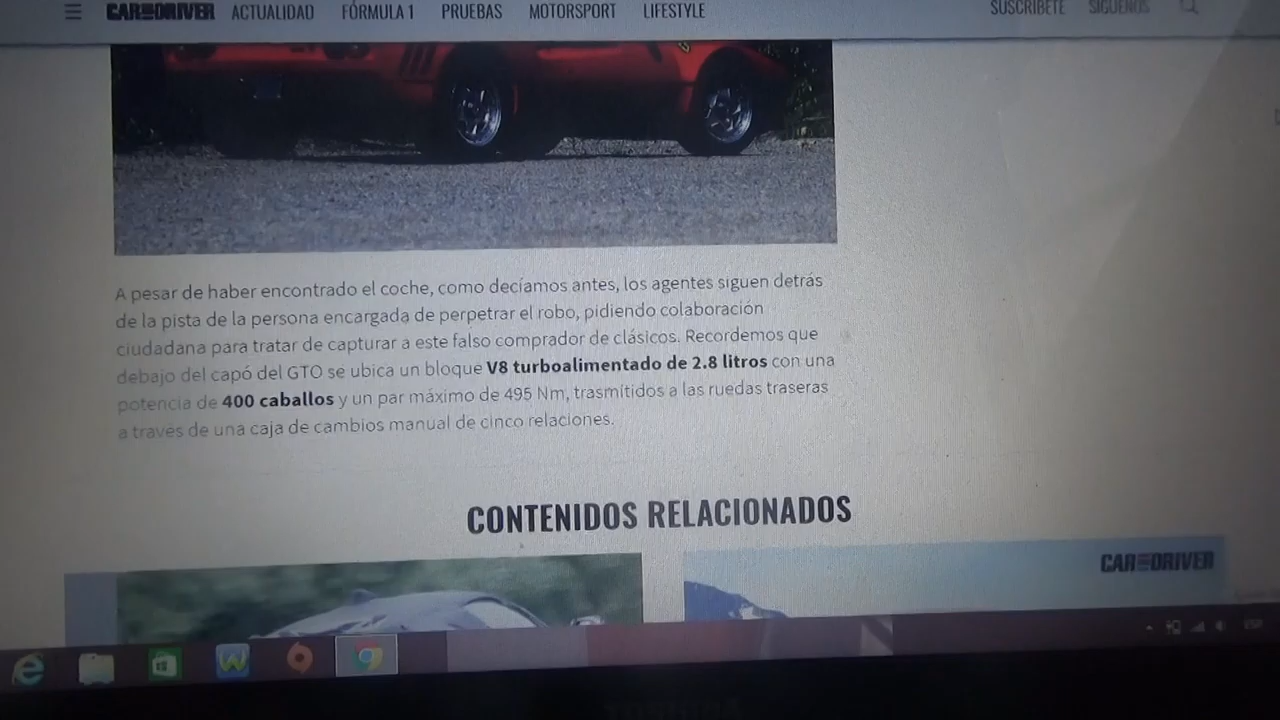 CAR AND DRIVER ACTUALIDAD FÓRMULA 1 PRUEBAS MOTORSPORT LIFESTYLE SUSCRÍBETE SÍGUENOS
A pesar de haber encontrado el coche, como decíamos antes, los agentes siguen detrás
de la pista de la persona encargada de perpetrar el robo, pidiendo colaboración
ciudadana para tratar de capturar a este falso comprador de clásicos. Recordemos que
debajo del capó del GTO se ubica un bloque V8 turboalimentado de 2.8 litros con una
potencia de 400 caballos y un par máximo de 495 Nm, trasmítidos a las ruedas traseras
a través de una caja de cambios manual de cinco relaciones.
CONTENIDOS RELACIONADOS
CAR AND DRIVER